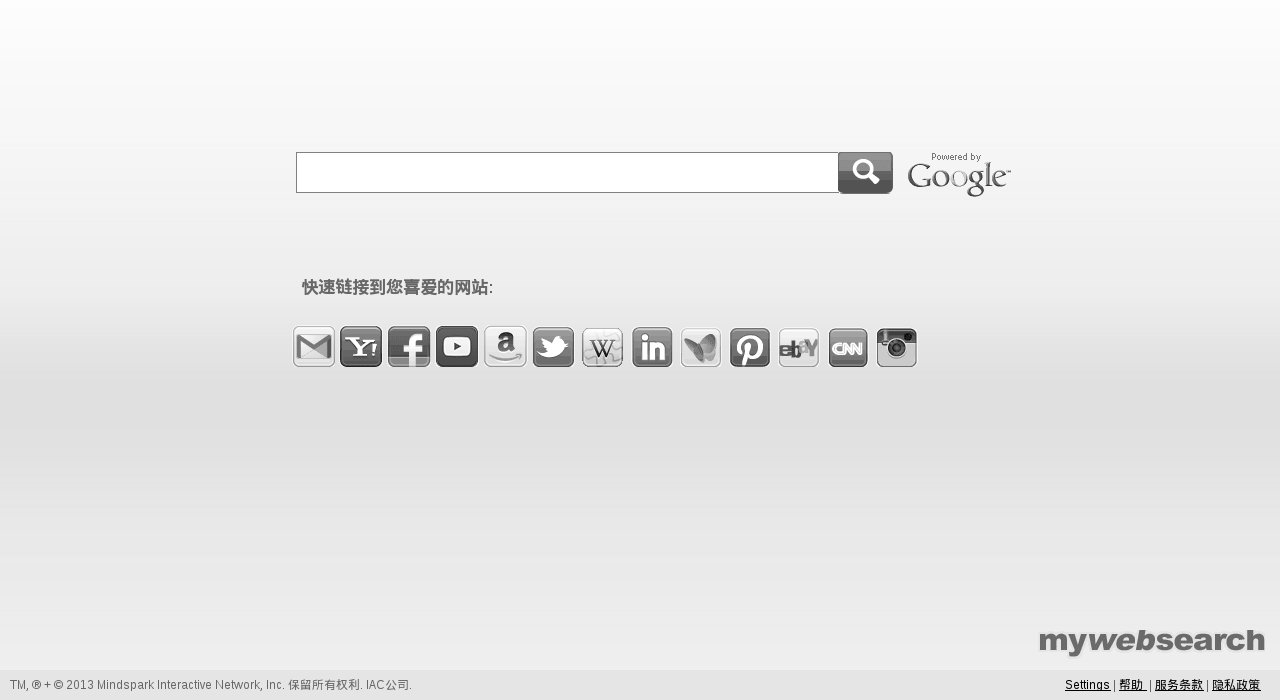 Powered by
Google™
快速链接到您喜爱的网站:
Y!
f
a
W
in
P
ebaY
CNN
mywebsearch
TM, ® + © 2013 Mindspark Interactive Network, Inc. 保留所有权利. IAC公司.
Settings | 帮助 | 服务条款 | 隐私政策